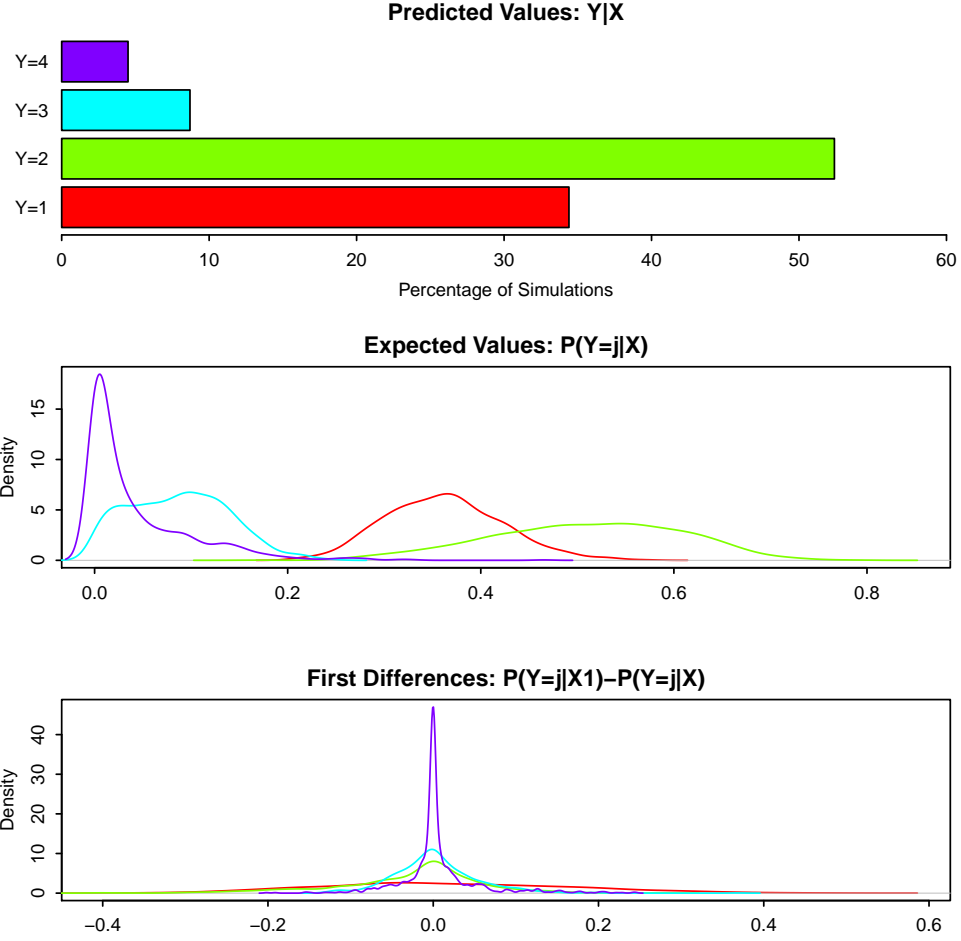 Predicted Values: Y|X
Y=4
Y=3
Y=2
Y=1
0 10 20 30 40 50 60
Percentage of Simulations
Expected Values: P(Y=j|X)
Density
15
10
5
0
0.0 0.2 0.4 0.6 0.8
First Differences: P(Y=j|X1)−P(Y=j|X)
Density
40
30
20
10
0
−0.4 −0.2 0.0 0.2 0.4 0.6